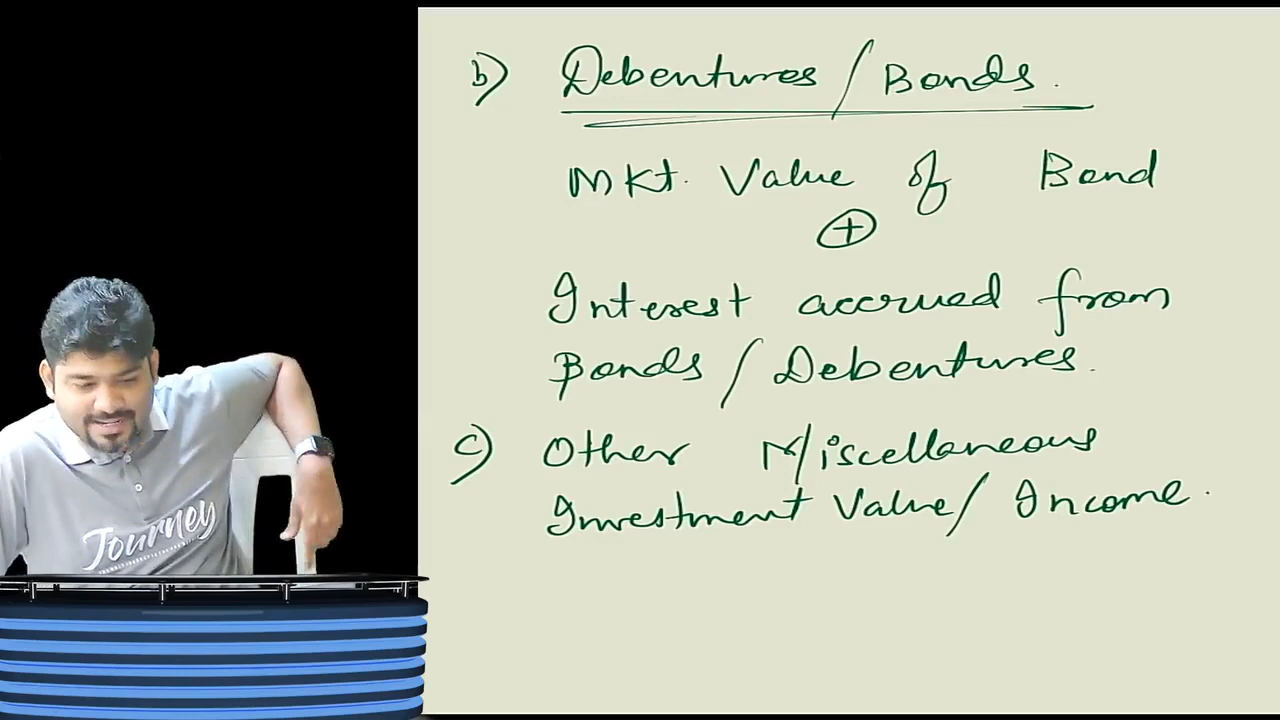 b) Debentures / Bonds.
Mkt. Value of Bond
+
Interest accrued from
Bonds / Debentures.
c) Other Miscellaneous
Investment Value / Income.
Journey